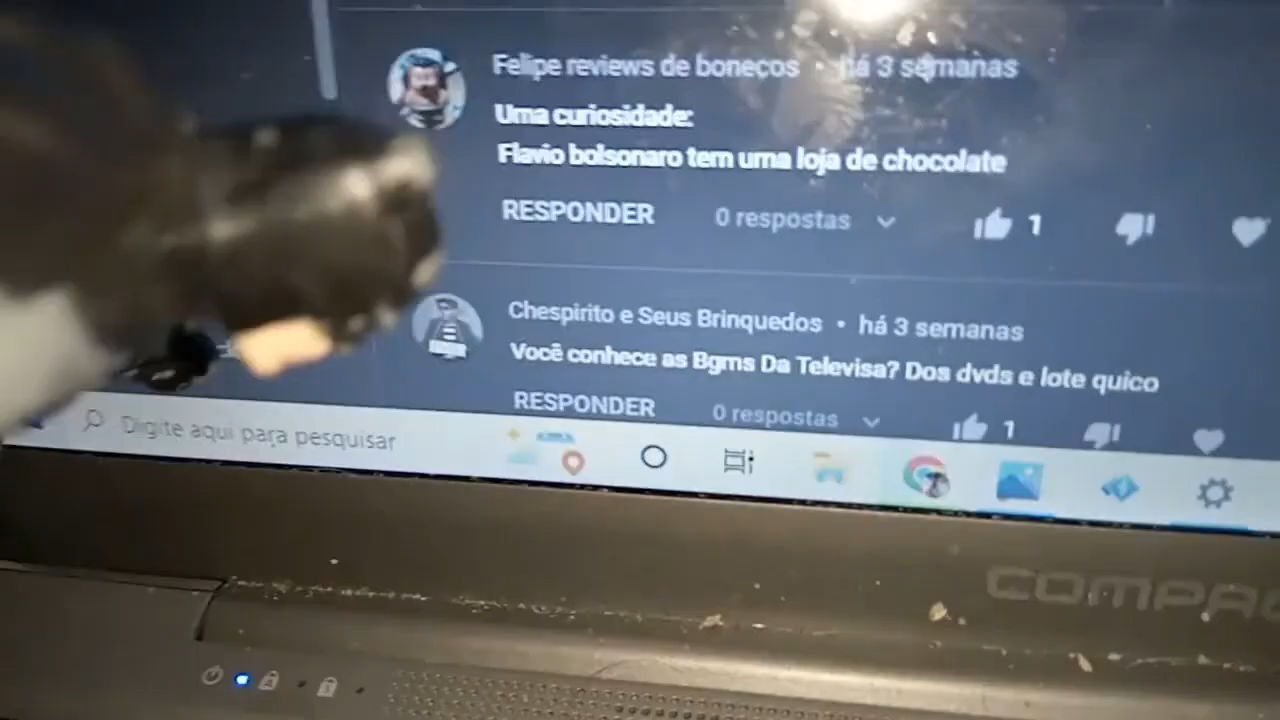 Felipe reviews de bonecos • há 3 semanas
Uma curiosidade:
Flavio bolsonaro tem uma loja de chocolate
RESPONDER 0 respostas 1
Chespirito e Seus Brinquedos • há 3 semanas
Você conhece as Bgms Da Televisa? Dos dvds e lote quico
RESPONDER 0 respostas 1
Digite aqui para pesquisar
COMPAQ